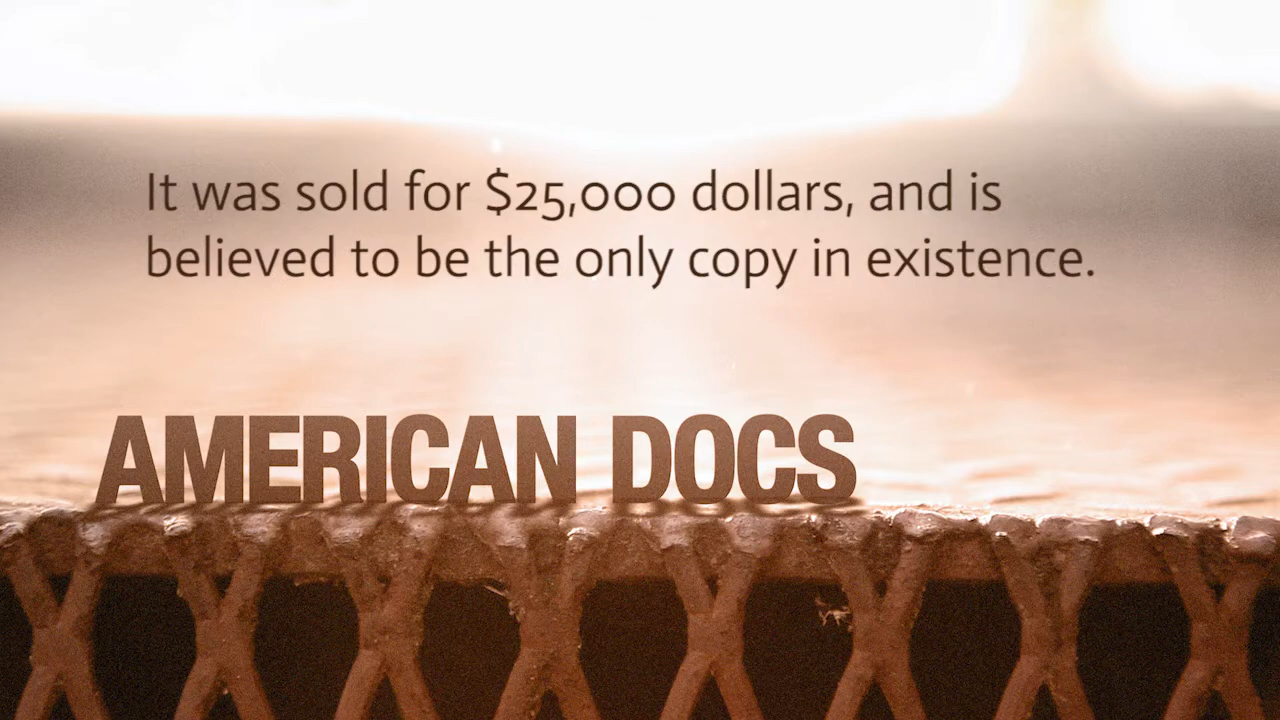 It was sold for $25,000 dollars, and is
believed to be the only copy in existence.
AMERICAN DOCS